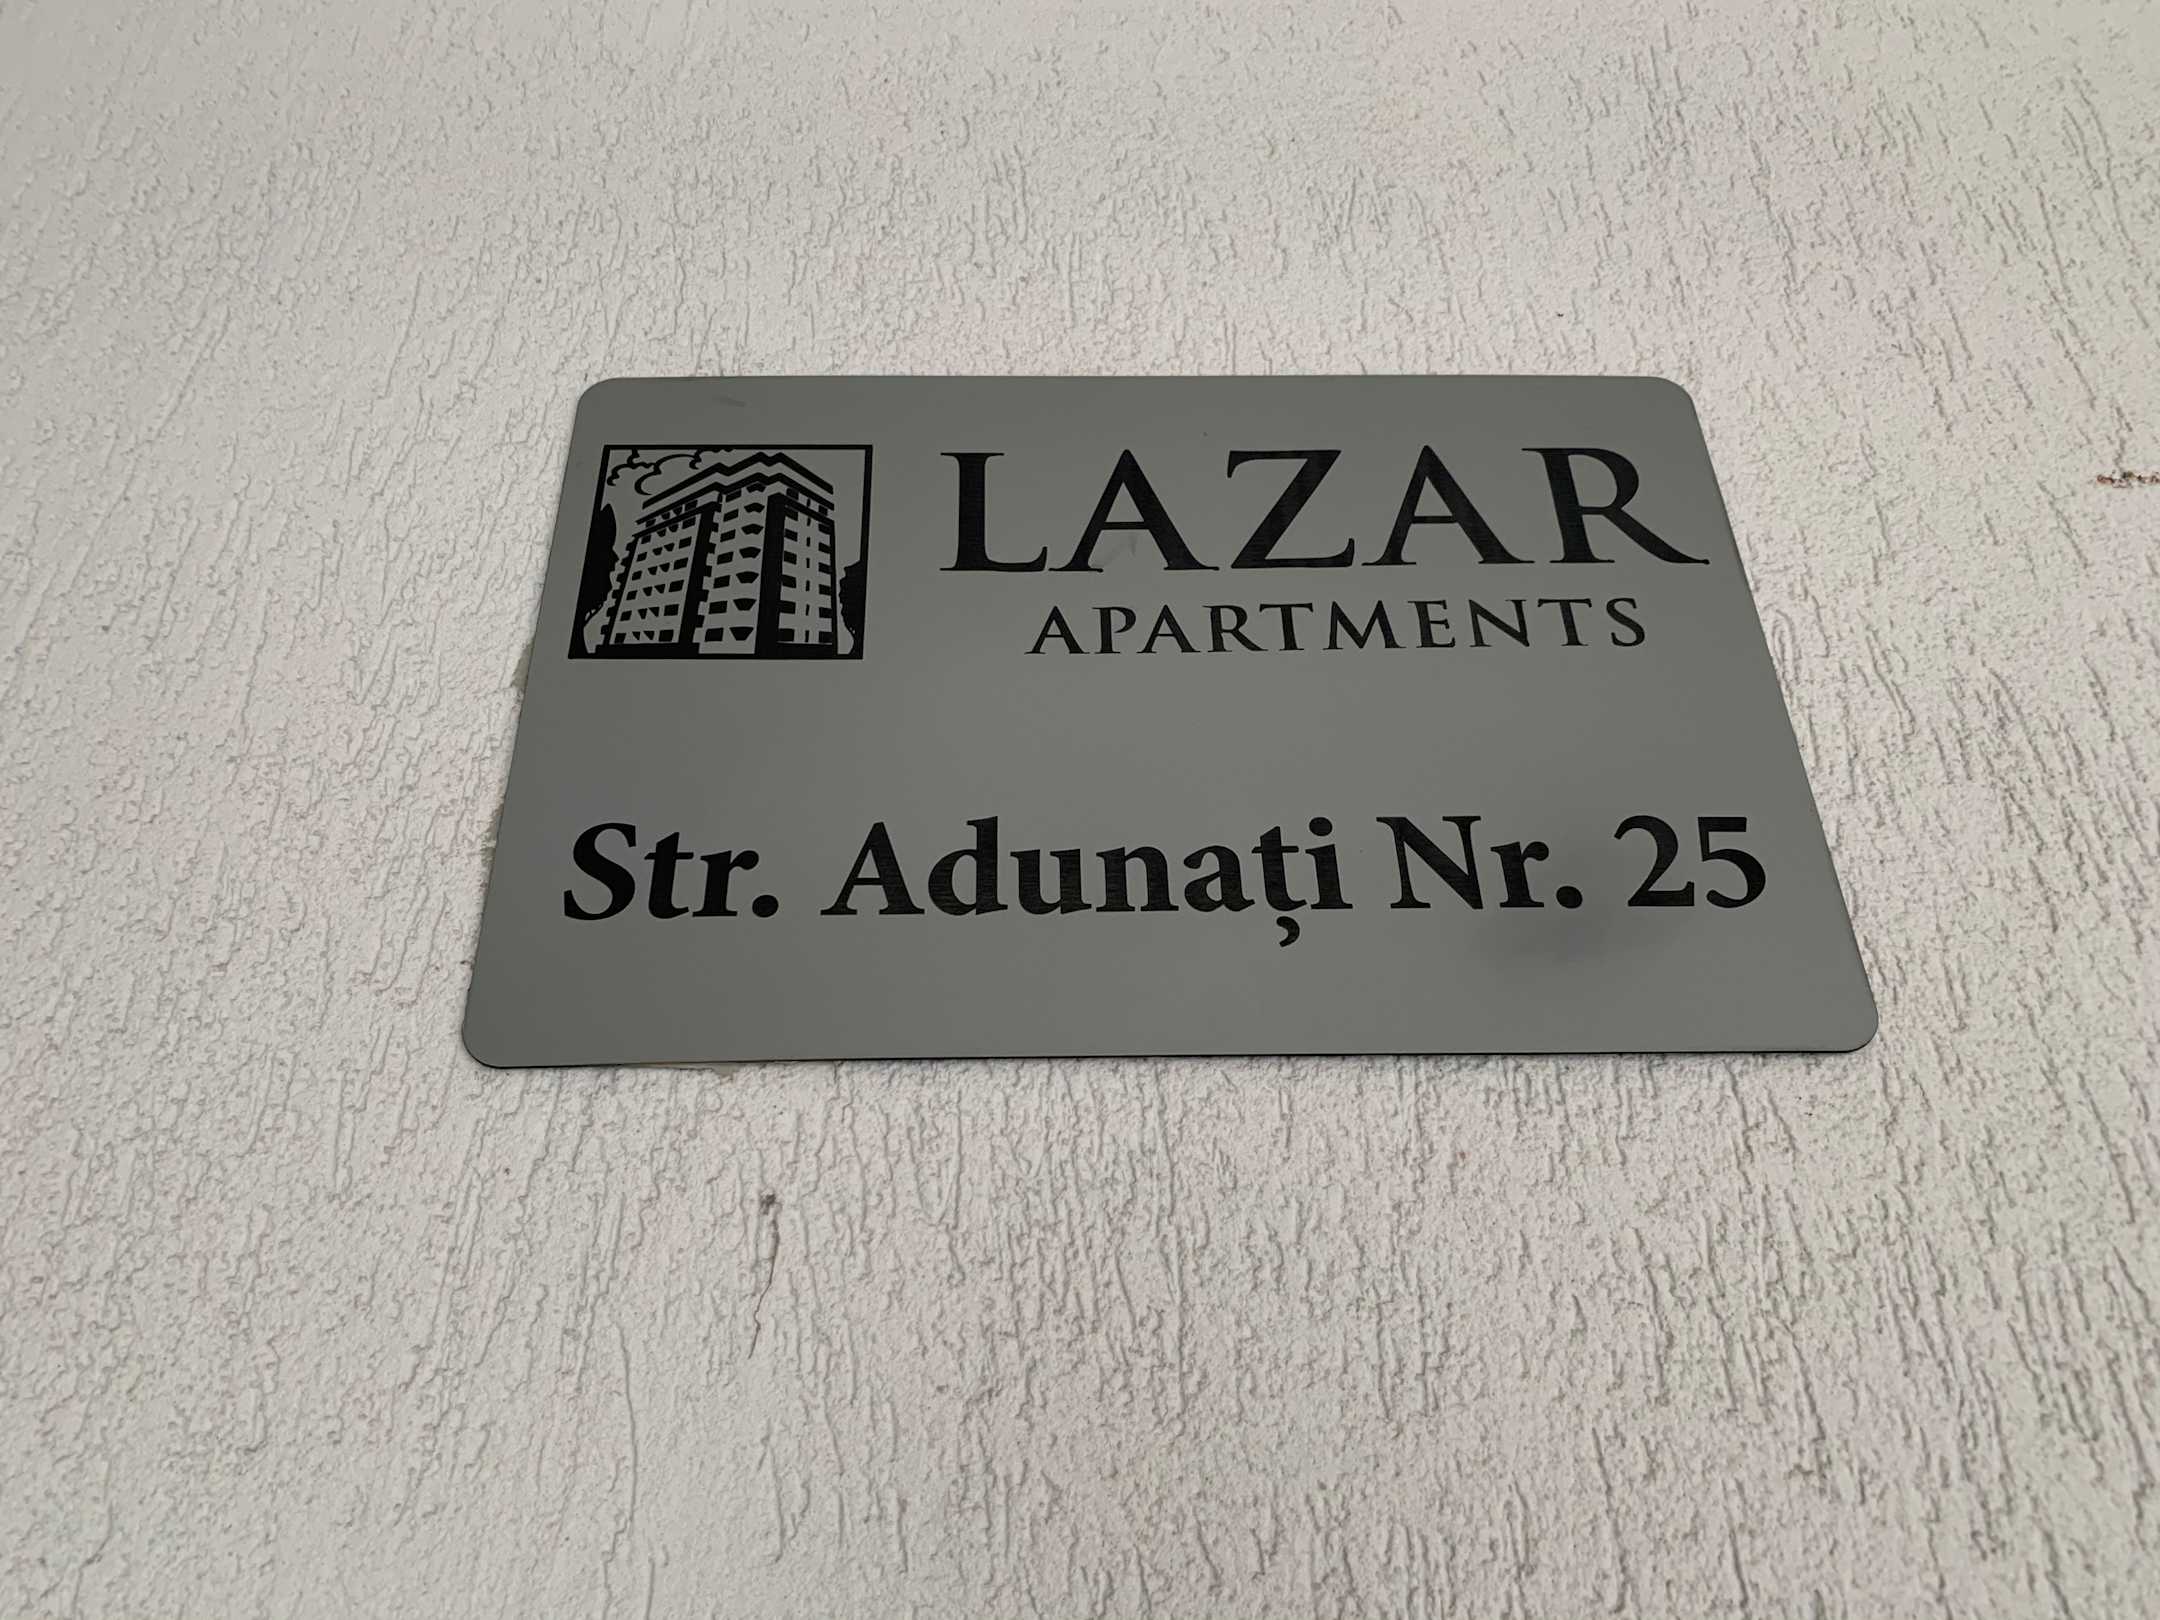 LAZAR
APARTMENTS
Str. Adunați Nr. 25